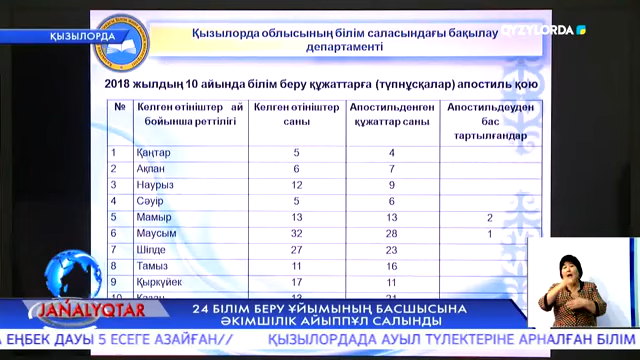 ҚЫЗЫЛОРДА
QYZYLORDA
Қызылорда облысының білім саласындағы бақылау
департаменті
2018 жылдың 10 айында білім беру құжаттарға (түпнұсқалар) апостиль қою
№ Келген өтініштер ай бойынша реттілігі Келген өтініштер саны Апостильденген құжаттар саны Апостильдеуден бас тартылғандар
1 Қаңтар 5 4
2 Ақпан 6 7
3 Наурыз 12 9
4 Сәуір 5 6
5 Мамыр 13 13 2
6 Маусым 32 28 1
7 Шілде 27 23
8 Тамыз 11 16
9 Қыркүйек 17 11
JAŃALYQTAR
24 БІЛІМ БЕРУ ҰЙЫМЫНЫҢ БАСШЫСЫНА
ӘКІМШІЛІК АЙЫППҰЛ САЛЫНДЫ
А ЕҢБЕК ДАУЫ 5 ЕСЕГЕ АЗАЙҒАН// ҚЫЗЫЛОРДАДА АУЫЛ ТҮЛЕКТЕРІНЕ АРНАЛҒАН БІЛІМ